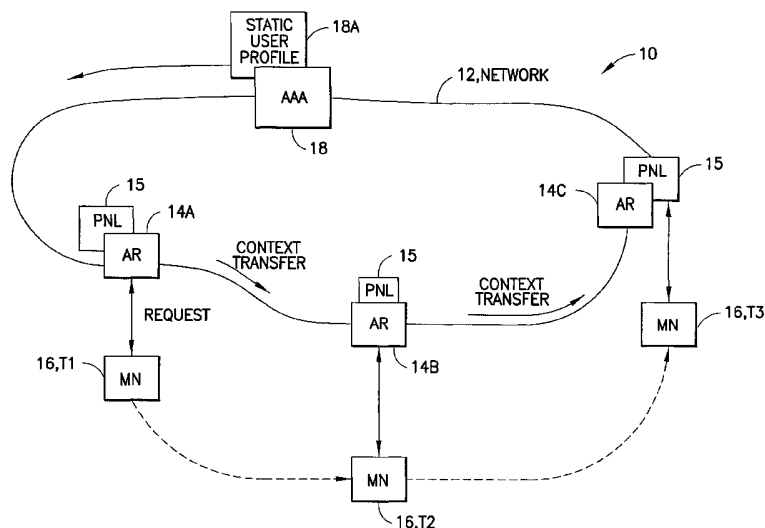 STATIC
USER
PROFILE
18A
10
AAA
12,NETWORK
18
15
14A
PNL
AR
CONTEXT
TRANSFER
REQUEST
15
PNL
AR
14B
CONTEXT
TRANSFER
14C
PNL
15
AR
16,T1
MN
MN
16,T2
MN
16,T3